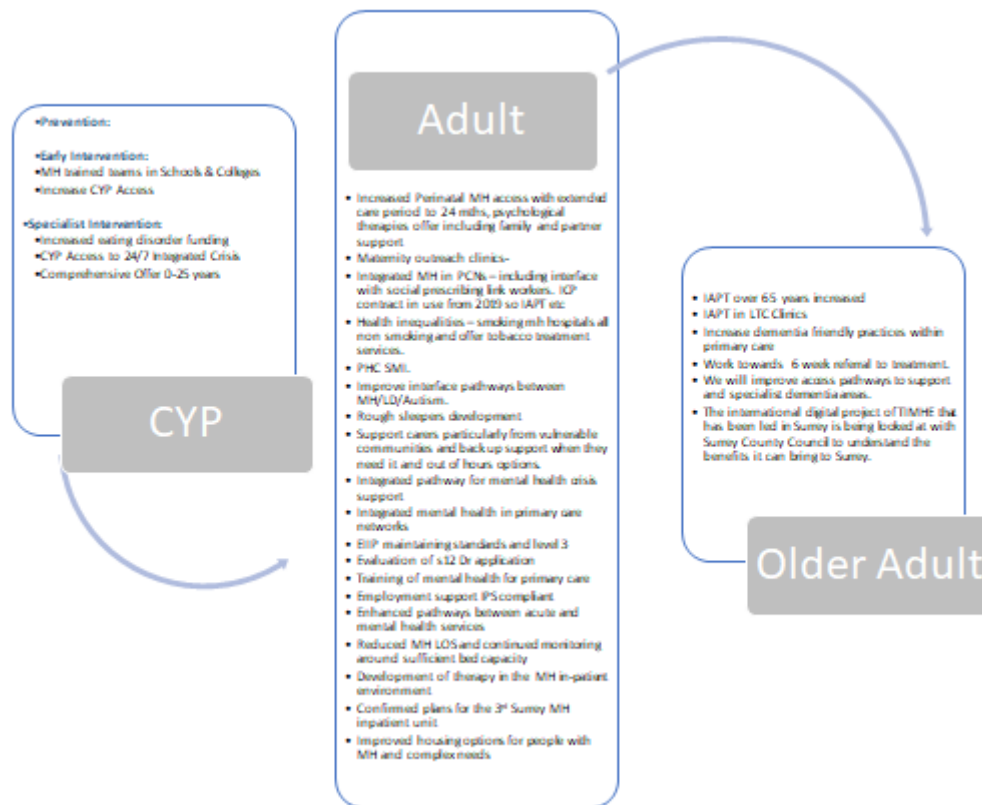 •Prevention:
•Early Intervention:
•MH trained teams in Schools & Colleges
•Increase CYP Access
•Specialist Intervention:
•Increased eating disorder funding
•CYP Access to 24/7 Integrated Crisis
•Comprehensive Offer 0-25 years
CYP
Adult
• Increased Perinatal MH access with extended
care period to 24 mths, psychological
therapies offer including family and partner
support
• Maternity outreach clinics-
• Integrated MH in PCNs – including interface
with social prescribing link workers. ICP
contract in use from 2019 so IAPT etc
• Health inequalities – smoking mh hospitals all
non smoking and offer tobacco treatment
services.
• PHC SMI.
• Improve interface pathways between
MH/LD/Autism.
• Rough sleepers development
• Support carers particularly from vulnerable
communities and back up support when they
need it and out of hours options.
• Integrated pathway for mental health crisis
support
• Integrated mental health in primary care
networks
• EIIP maintaining standards and level 3
• Evaluation of s12 Dr application
• Training of mental health for primary care
• Employment support IPS compliant
• Enhanced pathways between acute and
mental health services
• Reduced MH LOS and continued monitoring
around sufficient bed capacity
• Development of therapy in the MH in-patient
environment
• Confirmed plans for the 3rd Surrey MH
inpatient unit
• Improved housing options for people with
MH and complex needs
• IAPT over 65 years increased
• IAPT in LTC Clinics
• Increase dementia friendly practices within
primary care
• Work towards 6 week referral to treatment.
• We will improve access pathways to support
and specialist dementia areas.
• The international digital project of TIMHE that
has been led in Surrey is being looked at with
Surrey County Council to understand the
benefits it can bring to Surrey.
Older Adult